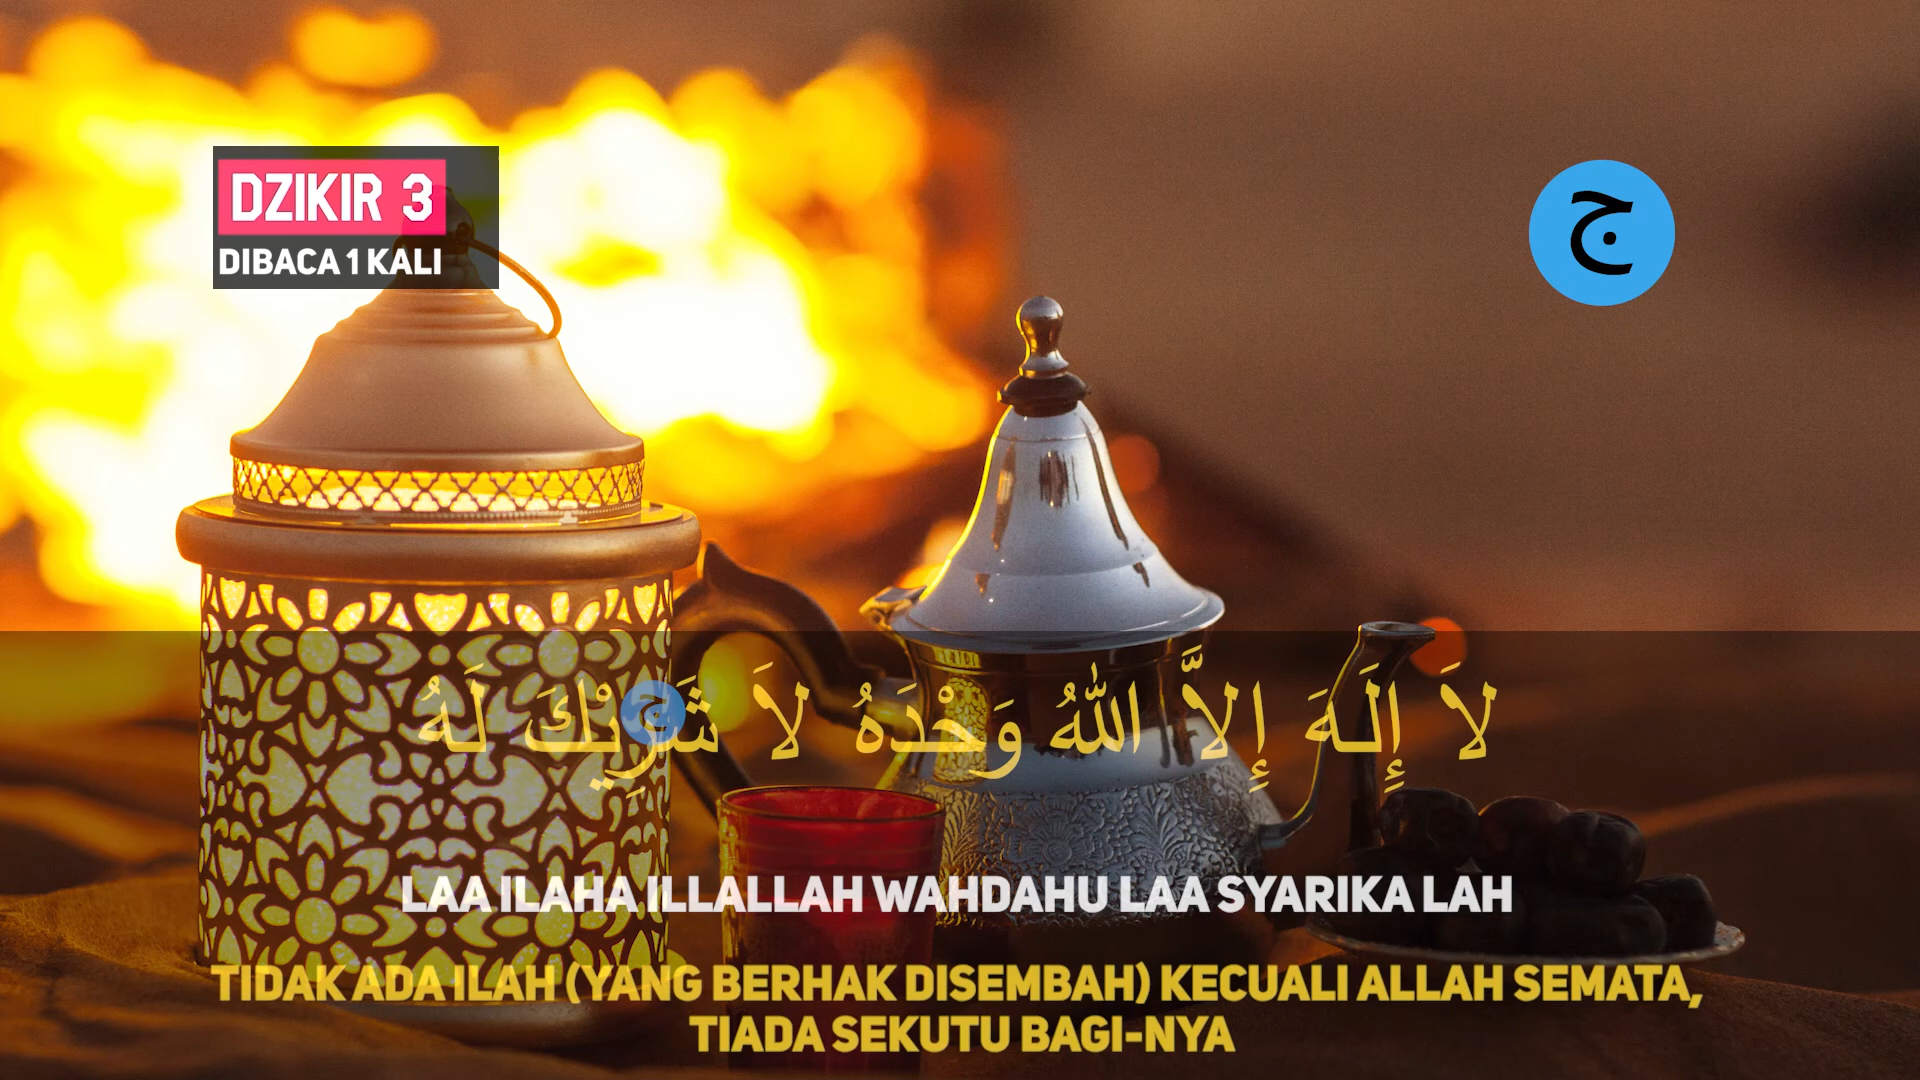 DZIKIR 3
DIBACA 1 KALI
ج
لاَ إِلَـهَ إِلاَّ اللهُ وَحْدَهُ لاَ شَرِيْكَ لَهُ
ج
LAA ILAHA ILLALLAH WAHDAHU LAA SYARIKA LAH
TIDAK ADA ILAH (YANG BERHAK DISEMBAH) KECUALI ALLAH SEMATA,
TIADA SEKUTU BAGI-NYA